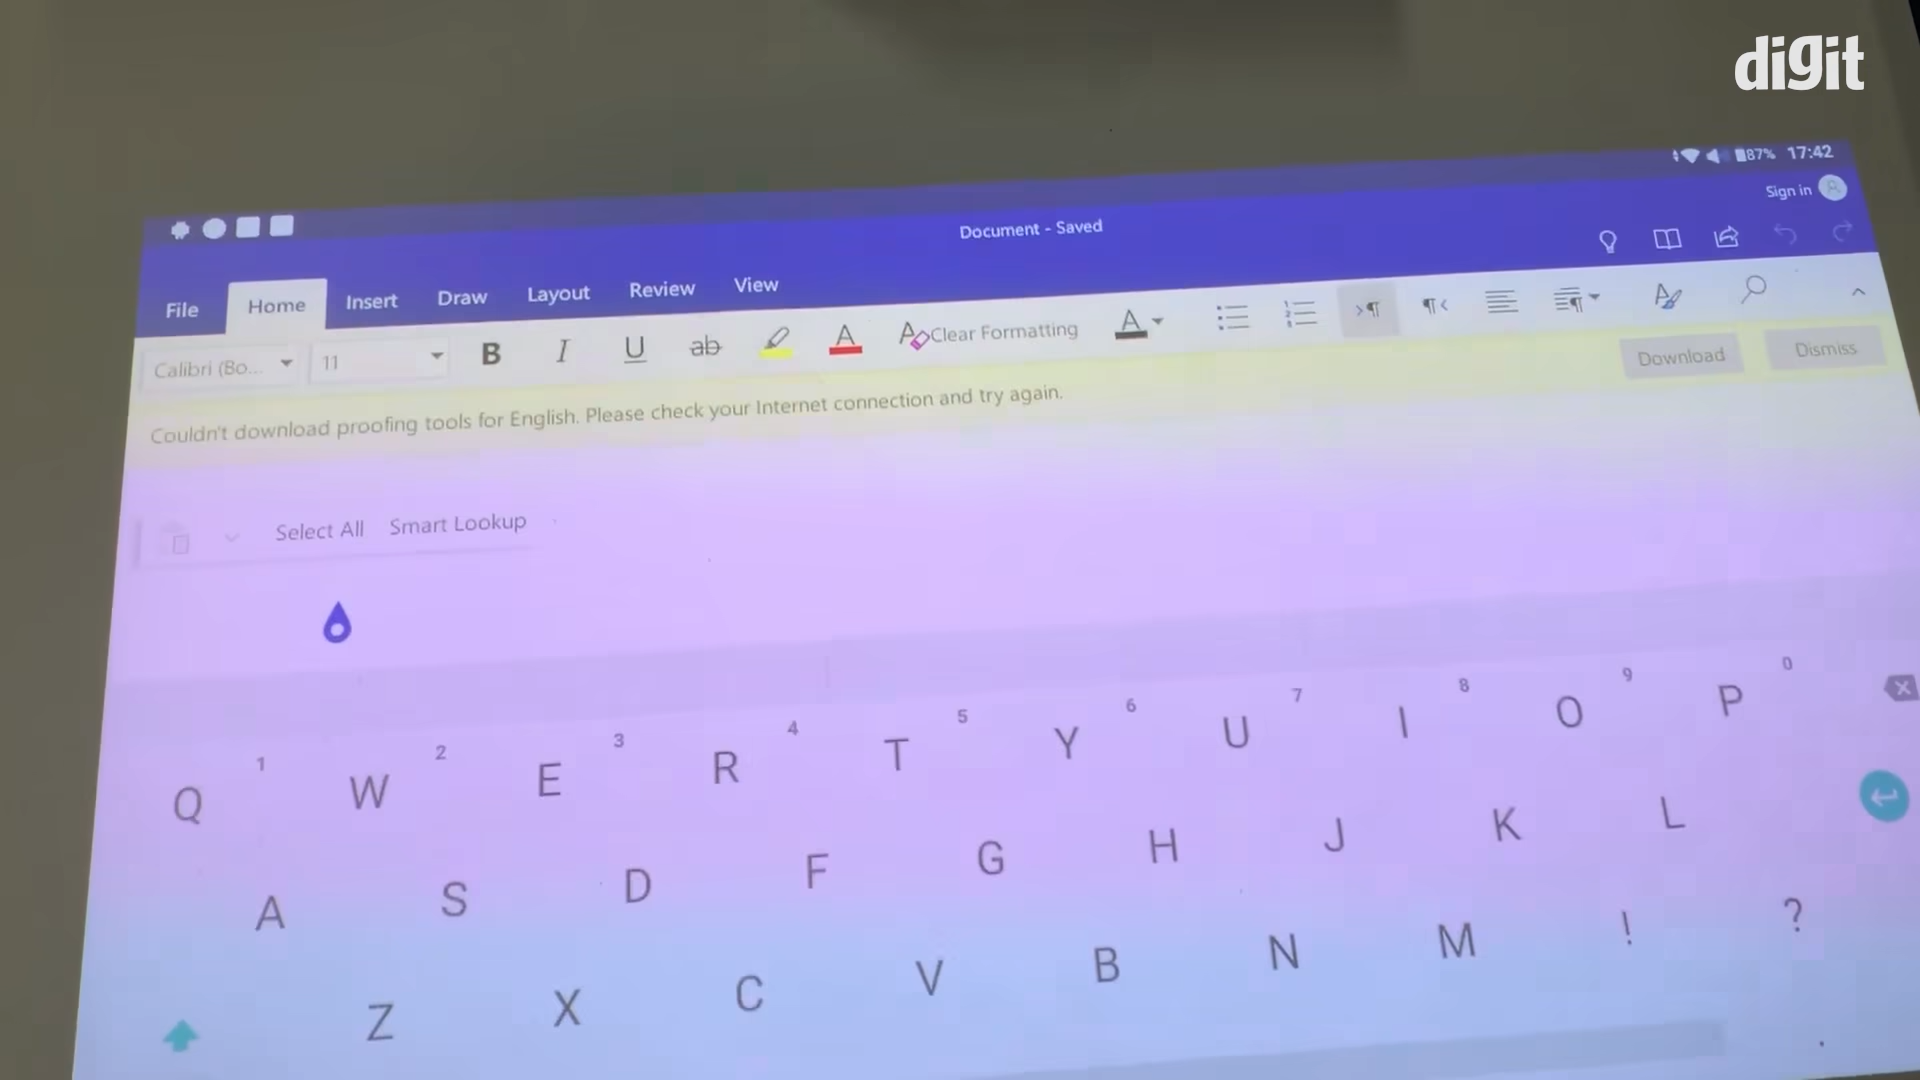 digit
87% 17:42
Sign in
Document - Saved
File Home Insert Draw Layout Review View
Calibri (Bo... 11 B I U ab A A Clear Formatting A
Couldn't download proofing tools for English. Please check your Internet connection and try again. Download Dismiss
Select All Smart Lookup
1 2 3 4 5 6 7 8 9 0
Q W E R T Y U I O P
A S D F G H J K L
Z X C V B N M ! ?